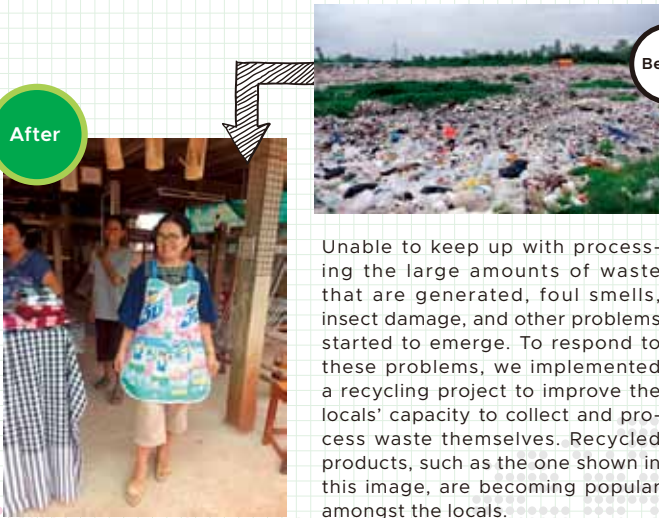 After
Unable to keep up with process-
ing the large amounts of waste
that are generated, foul smells,
insect damage, and other problems
started to emerge. To respond to
these problems, we implemented
a recycling project to improve the
locals' capacity to collect and pro-
cess waste themselves. Recycled
products, such as the one shown in
this image, are becoming popular
amongst the locals.